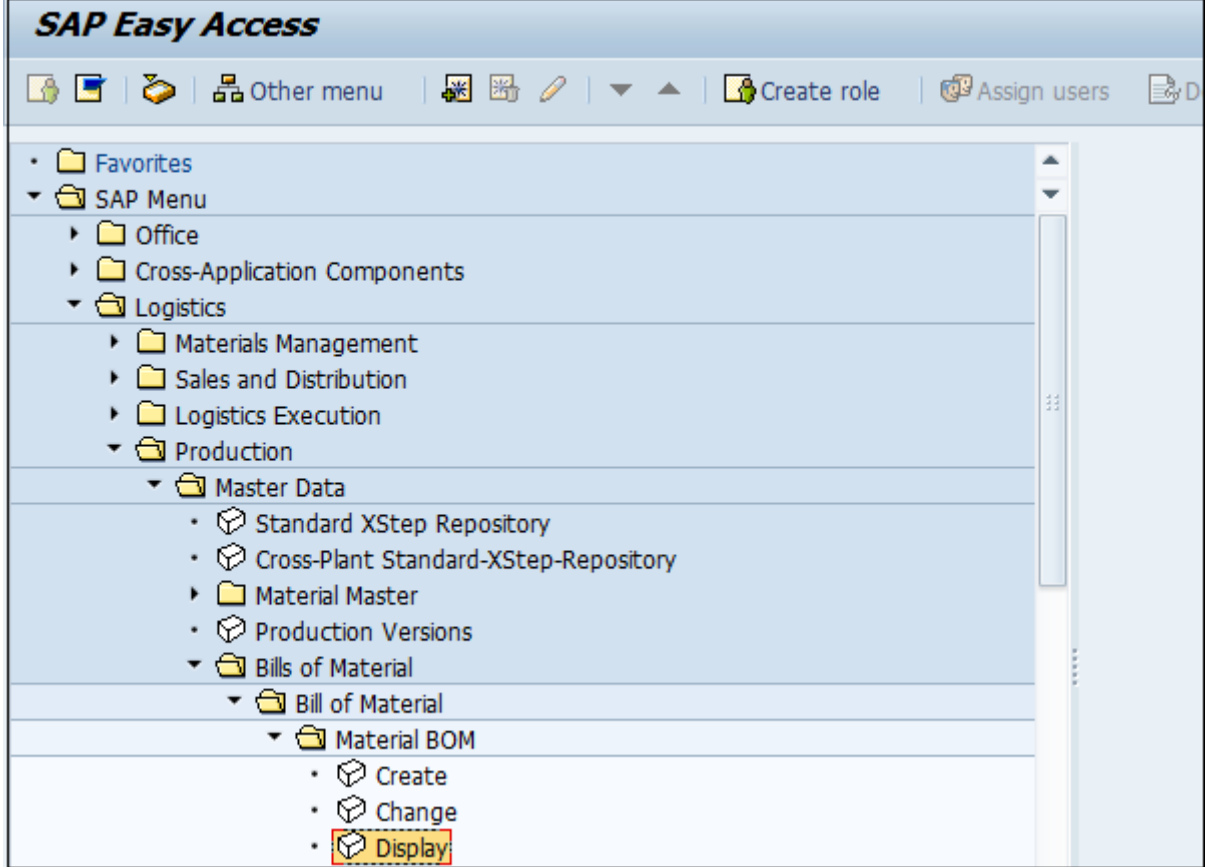 SAP Easy Access
Other menu Create role Assign users D
Favorites
SAP Menu
Office
Cross-Application Components
Logistics
Materials Management
Sales and Distribution
Logistics Execution
Production
Master Data
Standard XStep Repository
Cross-Plant Standard-XStep-Repository
Material Master
Production Versions
Bills of Material
Bill of Material
Material BOM
Create
Change
Display